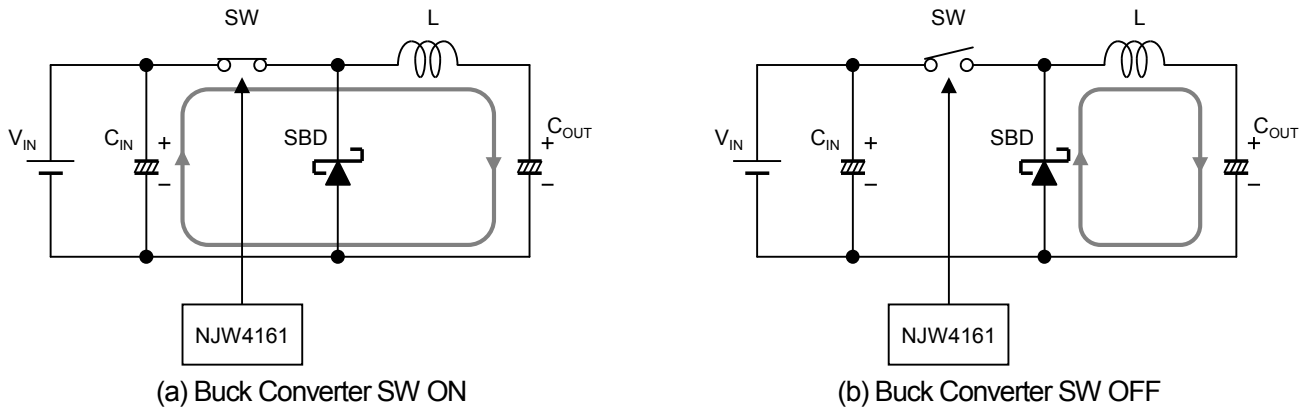 SW
L
V_IN
C_IN
+
−
SBD
C_OUT
+
−
NJW4161
(a) Buck Converter SW ON
SW
L
V_IN
C_IN
+
−
SBD
C_OUT
+
−
NJW4161
(b) Buck Converter SW OFF